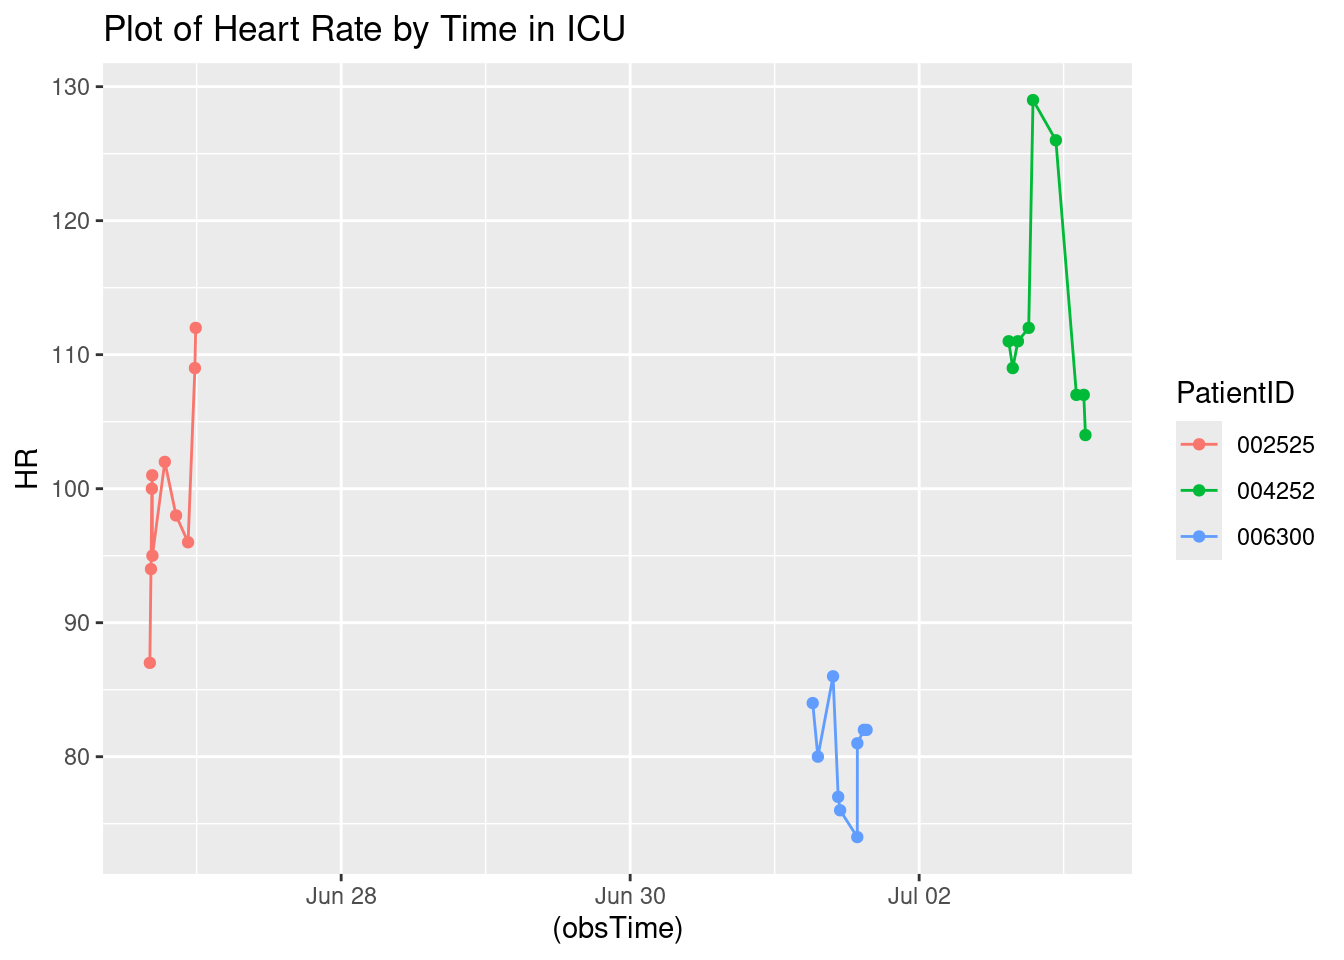 Plot of Heart Rate by Time in ICU
130
120
110
100
90
80
HR
Jun 28
Jun 30
Jul 02
(obsTime)
PatientID
002525
004252
006300